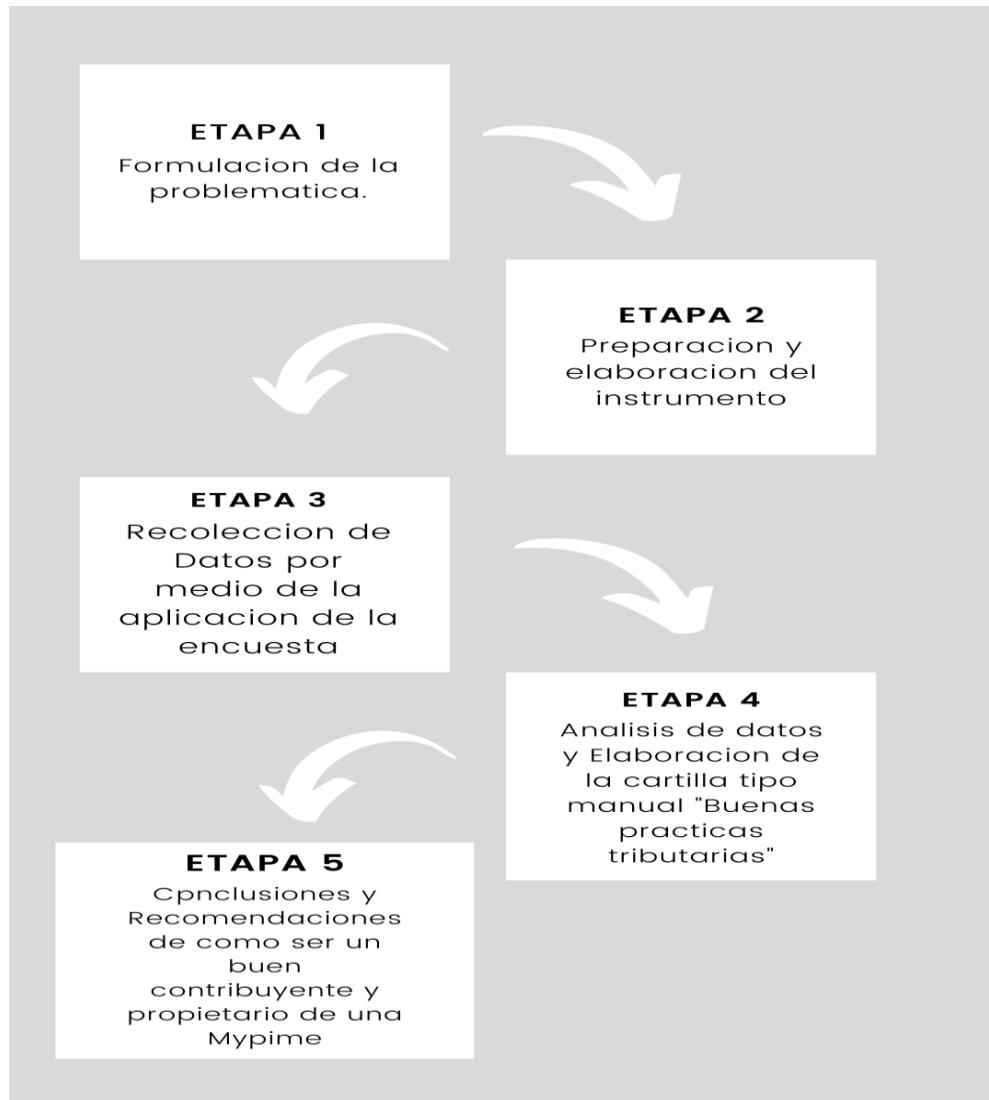 ETAPA 1
Formulacion de la
problematica.
ETAPA 2
Preparacion y
elaboracion del
instrumento
ETAPA 3
Recoleccion de
Datos por
medio de la
aplicacion de la
encuesta
ETAPA 4
Analisis de datos
y Elaboracion de
la cartilla tipo
manual "Buenas
practicas
tributarias"
ETAPA 5
Cpnclusiones y
Recomendaciones
de como ser un
buen
contribuyente y
propietario de una
Mypime